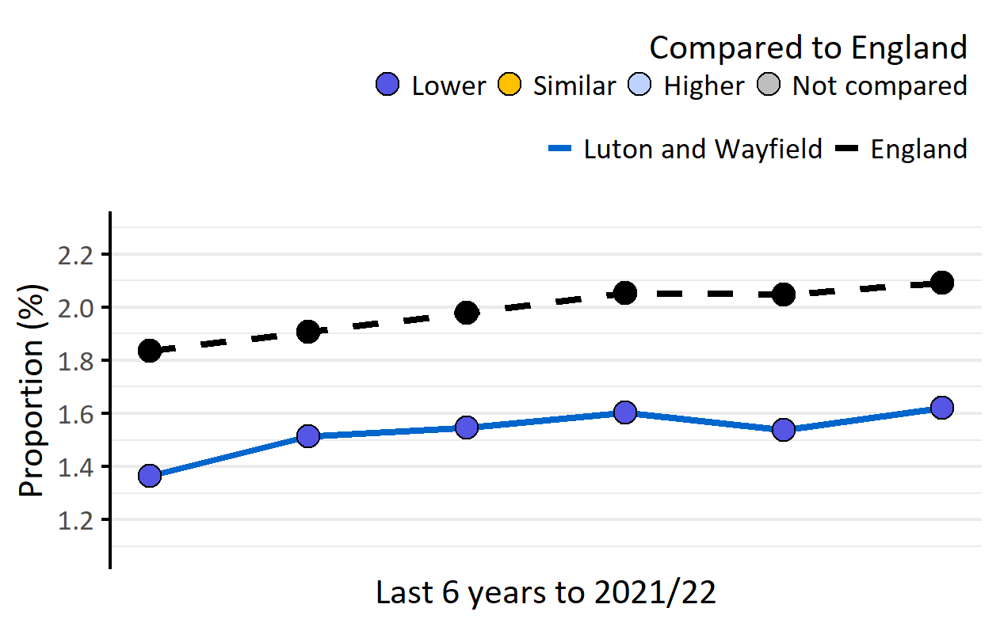 Compared to England
Lower Similar Higher Not compared
Luton and Wayfield England
2.2
2.0
1.8
1.6
1.4
1.2
Proportion (%)
Last 6 years to 2021/22